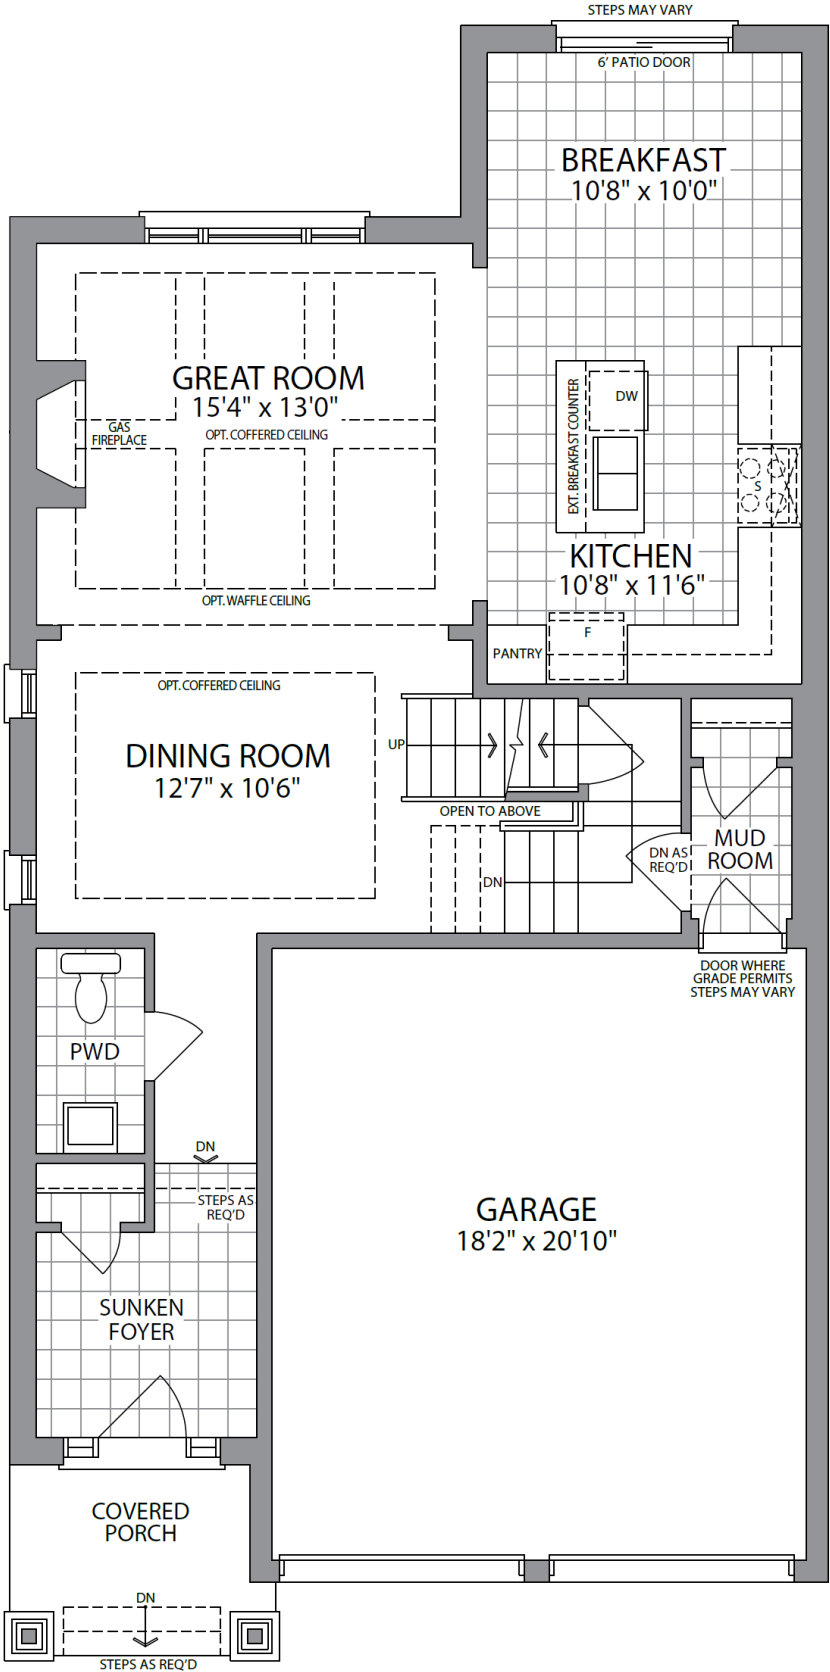 STEPS MAY VARY
6' PATIO DOOR
BREAKFAST
10'8" x 10'0"
GREAT ROOM
15'4" x 13'0"
OPT. COFFERED CEILING
GAS
FIREPLACE
EXT. BREAKFAST COUNTER
DW
S
KITCHEN
10'8" x 11'6"
OPT. WAFFLE CEILING
F
PANTRY
OPT. COFFERED CEILING
DINING ROOM
12'7" x 10'6"
UP
OPEN TO ABOVE
DN
DN AS
REQ'D
MUD
ROOM
DOOR WHERE
GRADE PERMITS
STEPS MAY VARY
PWD
DN
STEPS AS
REQ'D
GARAGE
18'2" x 20'10"
SUNKEN
FOYER
COVERED
PORCH
DN
STEPS AS REQ'D